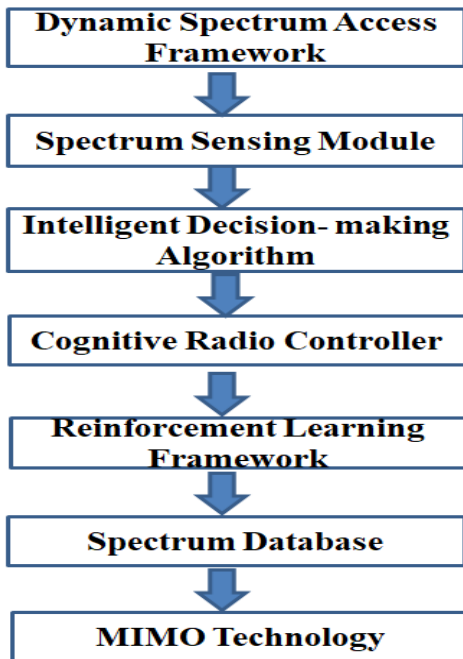 Dynamic Spectrum Access
Framework
Spectrum Sensing Module
Intelligent Decision- making
Algorithm
Cognitive Radio Controller
Reinforcement Learning
Framework
Spectrum Database
MIMO Technology